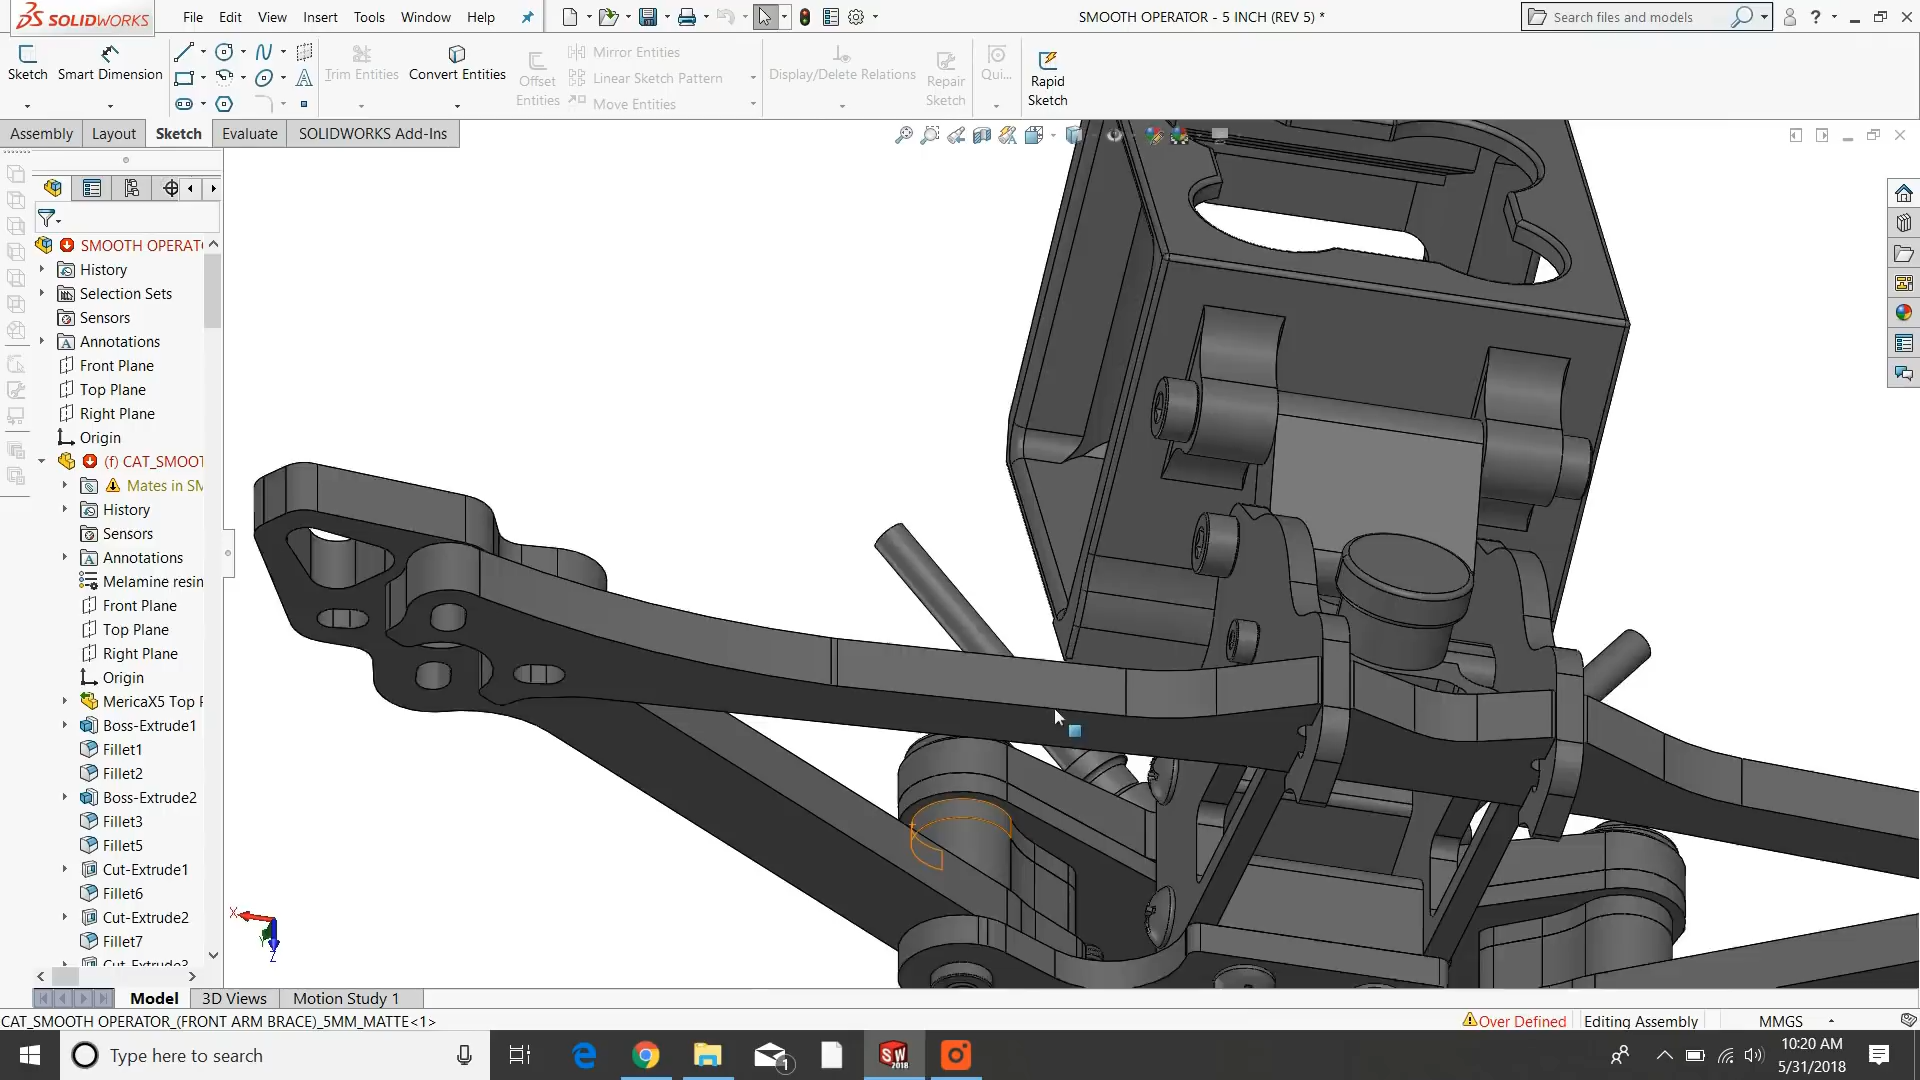 SOLIDWORKS
File Edit View Insert Tools Window Help
SMOOTH OPERATOR - 5 INCH (REV 5) *
Search files and models
?
Sketch
Smart Dimension
Trim Entities
Convert Entities
Offset Entities
Mirror Entities
Linear Sketch Pattern
Move Entities
Display/Delete Relations
Repair Sketch
Qui...
Rapid Sketch
Assembly Layout Sketch Evaluate SOLIDWORKS Add-Ins
SMOOTH OPERAT
History
Selection Sets
Sensors
Annotations
Front Plane
Top Plane
Right Plane
Origin
(f) CAT_SMOOT
Mates in SM
History
Sensors
Annotations
Melamine resin
Front Plane
Top Plane
Right Plane
Origin
MericaX5 Top P
Boss-Extrude1
Fillet1
Fillet2
Boss-Extrude2
Fillet3
Fillet5
Cut-Extrude1
Fillet6
Cut-Extrude2
Fillet7
Cut-Extrude3
X
Y
Z
Model 3D Views Motion Study 1
CAT_SMOOTH OPERATOR_(FRONT ARM BRACE)_5MM_MATTE<1>
Over Defined Editing Assembly MMGS
Type here to search
1
SW
2018
10:20 AM
5/31/2018